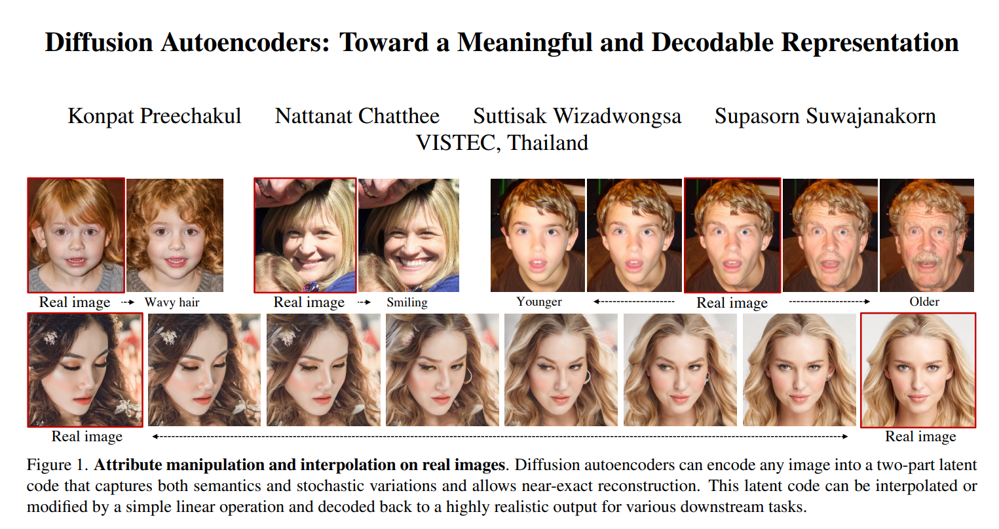 Diffusion Autoencoders: Toward a Meaningful and Decodable Representation
Konpat Preechakul Nattanat Chatthee Suttisak Wizadwongsa Supasorn Suwajanakorn
VISTEC, Thailand
Real image Wavy hair Real image Smiling Younger Real image Older
Real image Real image
Figure 1. Attribute manipulation and interpolation on real images. Diffusion autoencoders can encode any image into a two-part latent
code that captures both semantics and stochastic variations and allows near-exact reconstruction. This latent code can be interpolated or
modified by a simple linear operation and decoded back to a highly realistic output for various downstream tasks.